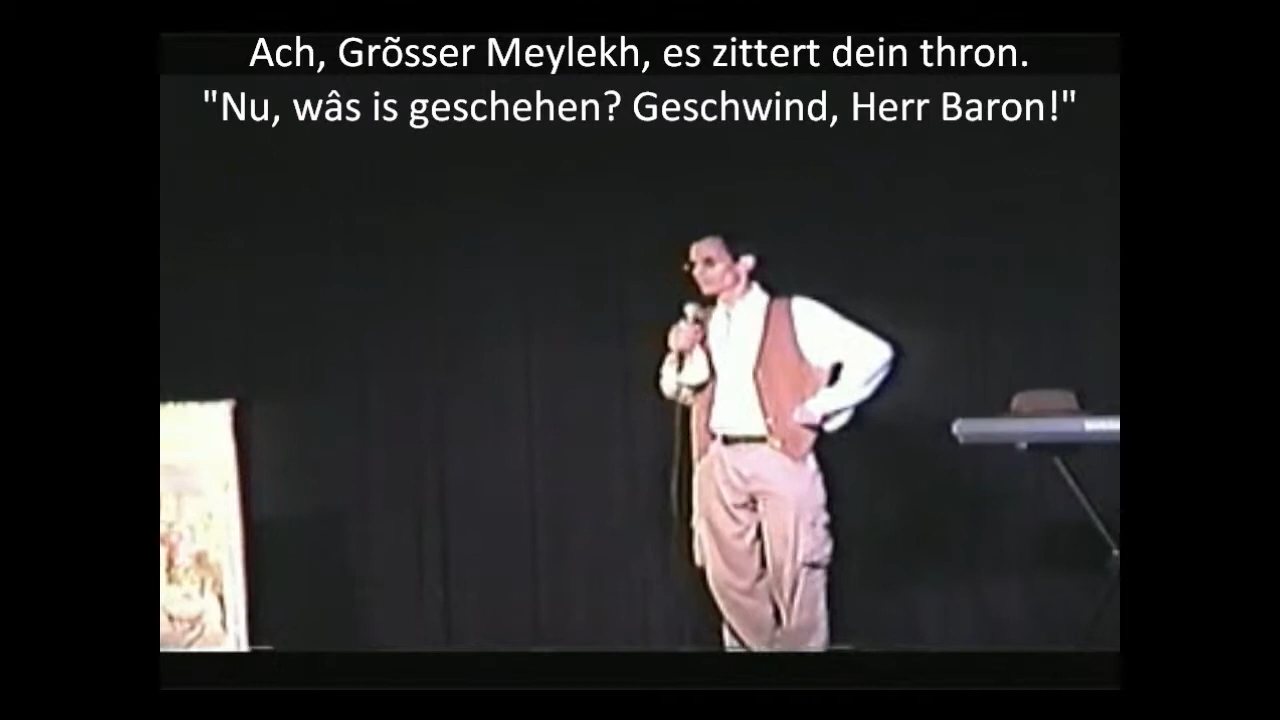 Ach, Grõsser Meylekh, es zittert dein thron.
"Nu, wâs is geschehen? Geschwind, Herr Baron!"